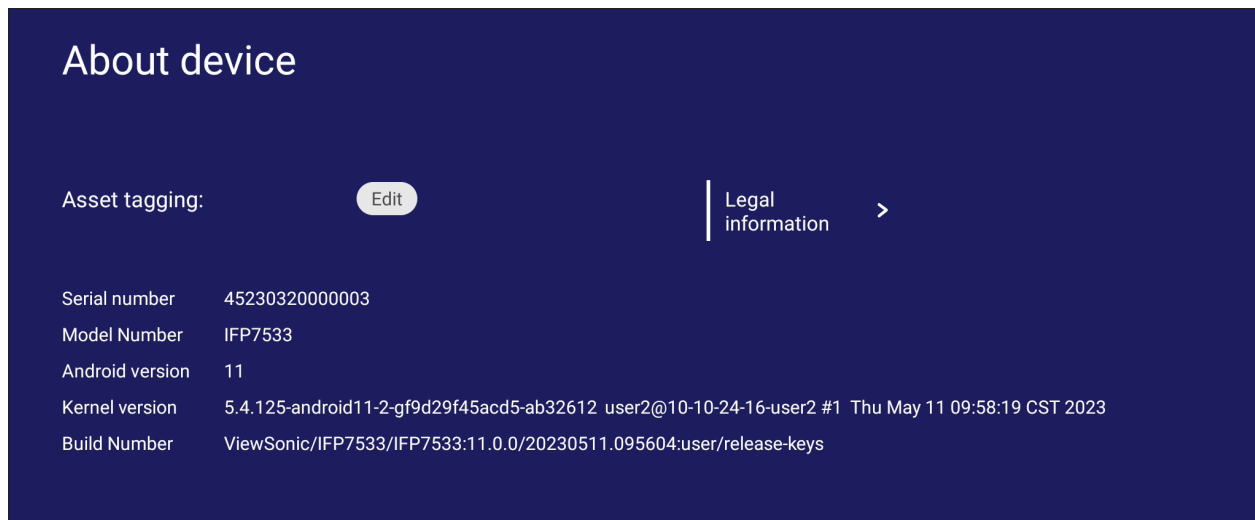 About device
Asset tagging:
Edit
Legal
information
Serial number 45230320000003
Model Number IFP7533
Android version 11
Kernel version 5.4.125-android11-2-gf9d29f45acd5-ab32612 user2@10-10-24-16-user2 #1 Thu May 11 09:58:19 CST 2023
Build Number ViewSonic/IFP7533/IFP7533:11.0.0/20230511.095604:user/release-keys